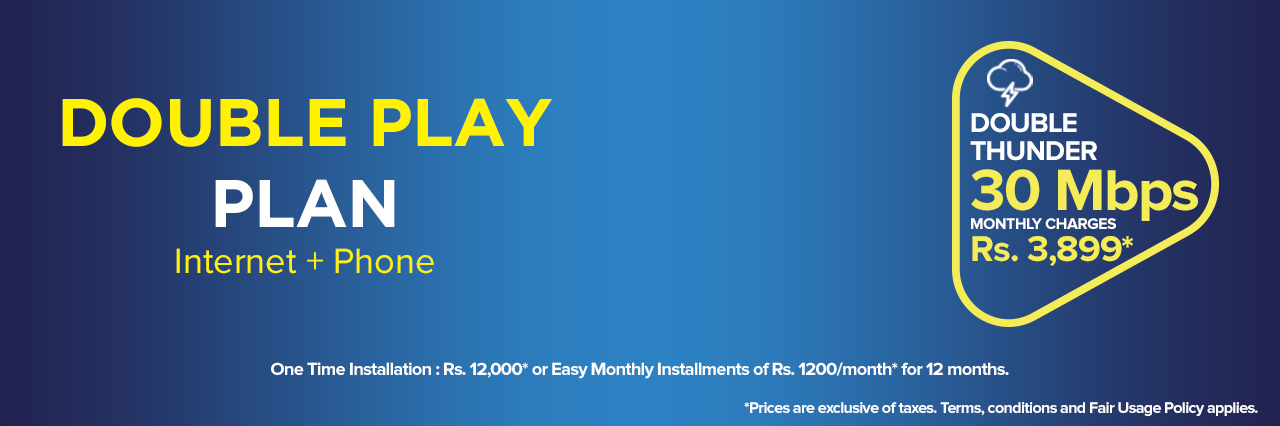 DOUBLE PLAY
PLAN
Internet + Phone
DOUBLE
THUNDER
30 Mbps
MONTHLY CHARGES
Rs. 3,899*
One Time Installation : Rs. 12,000* or Easy Monthly Installments of Rs. 1200/month* for 12 months.
*Prices are exclusive of taxes. Terms, conditions and Fair Usage Policy applies.